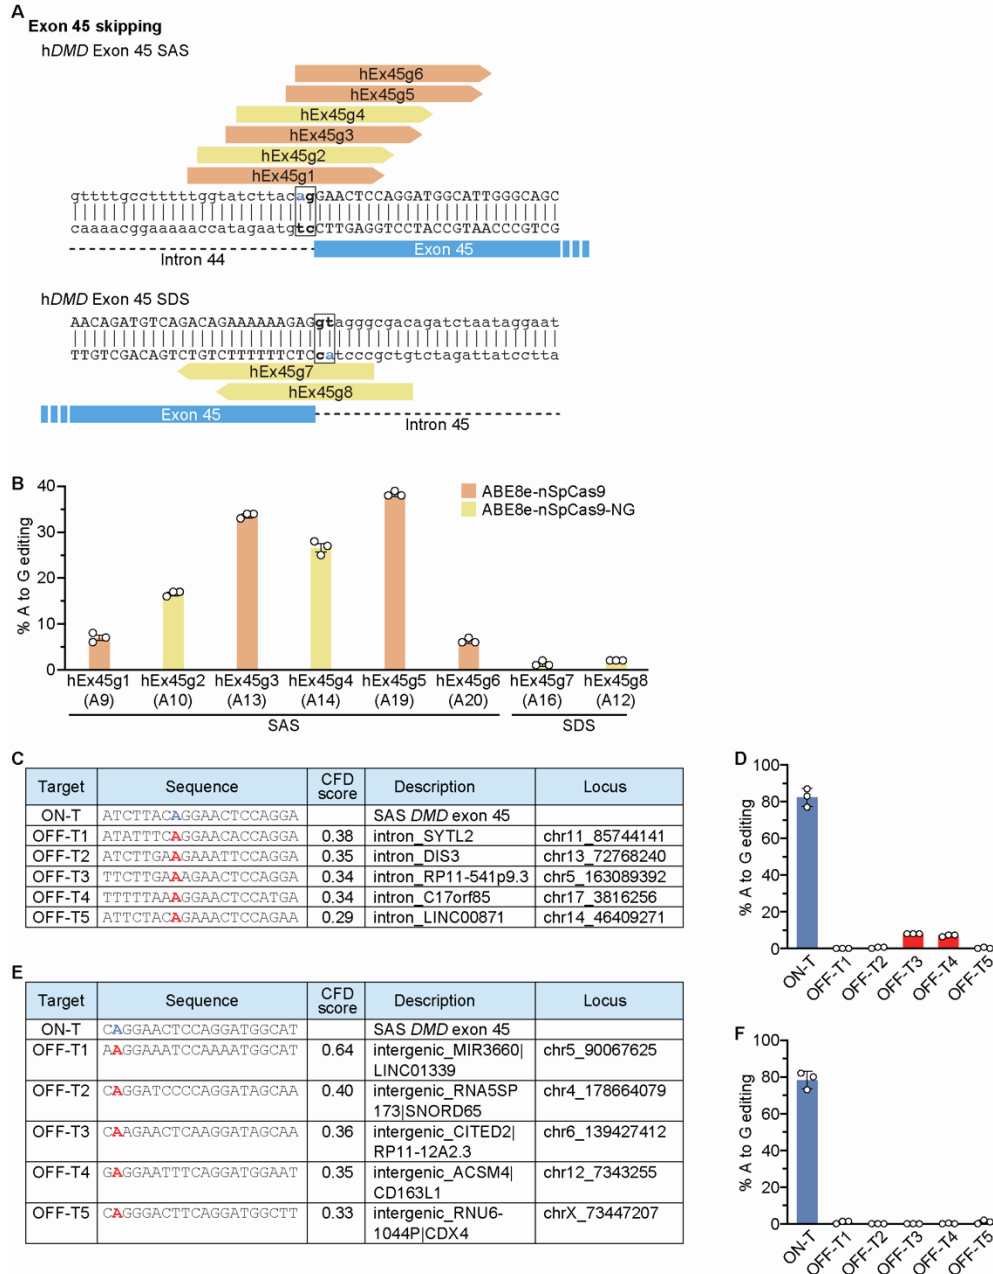 A
Exon 45 skipping
hDMD Exon 45 SAS
hEx45g6
hEx45g5
hEx45g4
hEx45g3
hEx45g2
hEx45g1
gttttgcctttttggtatcttacagGAACTCCAGGATGGCATTGGGCAGC
caaaacggaaaaaccatagaatgtcCTTGAGGTCCTACCGTAACCCGTCG
Intron 44
Exon 45
hDMD Exon 45 SDS
AACAGATGTCAGACAGAAAAAAGAGgtagggcgacagatctaataggaat
TTGTCGACAGTCTGTCTTTTTTCTCcatcccgctgtctagattatcctta
hEx45g7
hEx45g8
Exon 45
Intron 45
B
% A to G editing
40
30
20
10
0
ABE8e-nSpCas9
ABE8e-nSpCas9-NG
hEx45g1 hEx45g2 hEx45g3 hEx45g4 hEx45g5 hEx45g6 hEx45g7 hEx45g8
(A9) (A10) (A13) (A14) (A19) (A20) (A16) (A12)
SAS SDS
C
Target Sequence CFD score Description Locus
ON-T ATCTTACAGGAACTCCAGGA SAS DMD exon 45
OFF-T1 ATATTTCAGGAACACCAGGA 0.38 intron_SYTL2 chr11_85744141
OFF-T2 ATCTTGAAGAAATTCCAGGA 0.35 intron_DIS3 chr13_72768240
OFF-T3 TTCTTGAAAGAACTCCAGGA 0.34 intron_RP11-541p9.3 chr5_163089392
OFF-T4 TTTTTAAAGGAACTCCATGA 0.34 intron_C17orf85 chr17_3816256
OFF-T5 ATTCTACAGAAACTCCAGAA 0.29 intron_LINC00871 chr14_46409271
D
% A to G editing
100
80
60
40
20
0
ON-T OFF-T1 OFF-T2 OFF-T3 OFF-T4 OFF-T5
E
Target Sequence CFD score Description Locus
ON-T CAGGAACTCCAGGATGGCAT SAS DMD exon 45
OFF-T1 AAGGAAATCCAAAATGGCAT 0.64 intergenic_MIR3660| chr5_90067625
LINC01339
OFF-T2 CAGGATCCCCAGGATAGCAA 0.40 intergenic_RNA5SP chr4_178664079
173|SNORD65
OFF-T3 CAAGAACTCAAGGATAGCAA 0.36 intergenic_CITED2| chr6_139427412
RP11-12A2.3
OFF-T4 GAGGAATTTCAGGATGGAAT 0.35 intergenic_ACSM4| chr12_7343255
CD163L1
OFF-T5 CAGGGACTTCAGGATGGCTT 0.33 intergenic_RNU6- chrX_73447207
1044P|CDX4
F
% A to G editing
100
80
60
40
20
0
ON-T OFF-T1 OFF-T2 OFF-T3 OFF-T4 OFF-T5